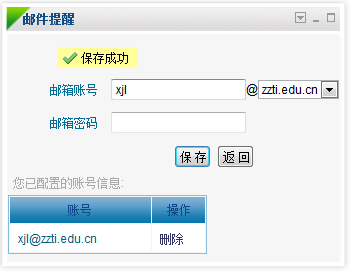 邮件提醒
保存成功
邮箱账号 xjl @ zzti.edu.cn
邮箱密码
保存 返回
您已配置的账号信息:
账号 操作
xjl@zzti.edu.cn 删除